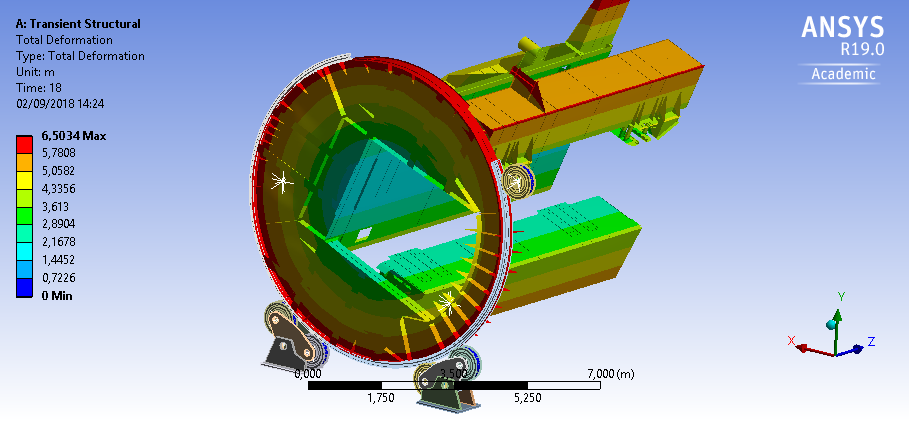 A: Transient Structural
Total Deformation
Type: Total Deformation
Unit: m
Time: 18
02/09/2018 14:24
6,5034 Max
5,7808
5,0582
4,3356
3,613
2,8904
2,1678
1,4452
0,7226
0 Min
ANSYS
R19.0
Academic
Y
X
Z
0,000
3,500
7,000 (m)
1,750
5,250